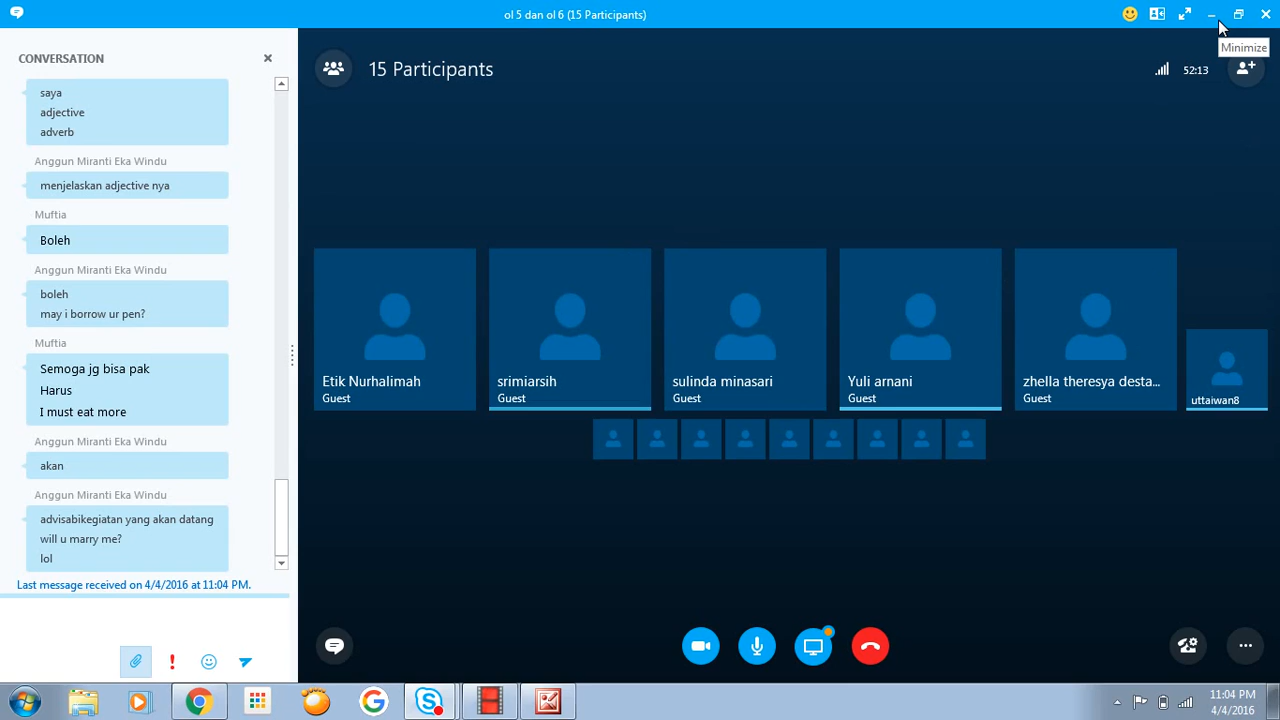 ol 5 dan ol 6 (15 Participants)
Minimize
CONVERSATION
saya
adjective
adverb
Anggun Miranti Eka Windu
menjelaskan adjective nya
Muftia
Boleh
Anggun Miranti Eka Windu
boleh
may i borrow ur pen?
Muftia
Semoga jg bisa pak
Harus
I must eat more
Anggun Miranti Eka Windu
akan
Anggun Miranti Eka Windu
advisabikegiatan yang akan datang
will u marry me?
lol
Last message received on 4/4/2016 at 11:04 PM.
15 Participants
52:13
Etik Nurhalimah
Guest
srimiarsih
Guest
sulinda minasari
Guest
Yuli arnani
Guest
zhella theresya desta...
Guest
uttaiwan8
11:04 PM
4/4/2016